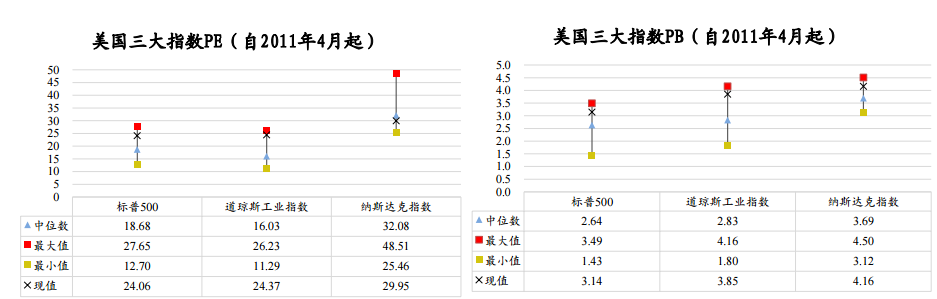 美国三大指数PE（自2011年4月起）
50
45
40
35
30
25
20
15
10
5
0
标普500 道琼斯工业指数 纳斯达克指数
中位数 18.68 16.03 32.08
最大值 27.65 26.23 48.51
最小值 12.70 11.29 25.46
现值 24.06 24.37 29.95
美国三大指数PB（自2011年4月起）
5.0
4.5
4.0
3.5
3.0
2.5
2.0
1.5
1.0
0.5
0.0
标普500 道琼斯工业指数 纳斯达克指数
中位数 2.64 2.83 3.69
最大值 3.49 4.16 4.50
最小值 1.43 1.80 3.12
现值 3.14 3.85 4.16